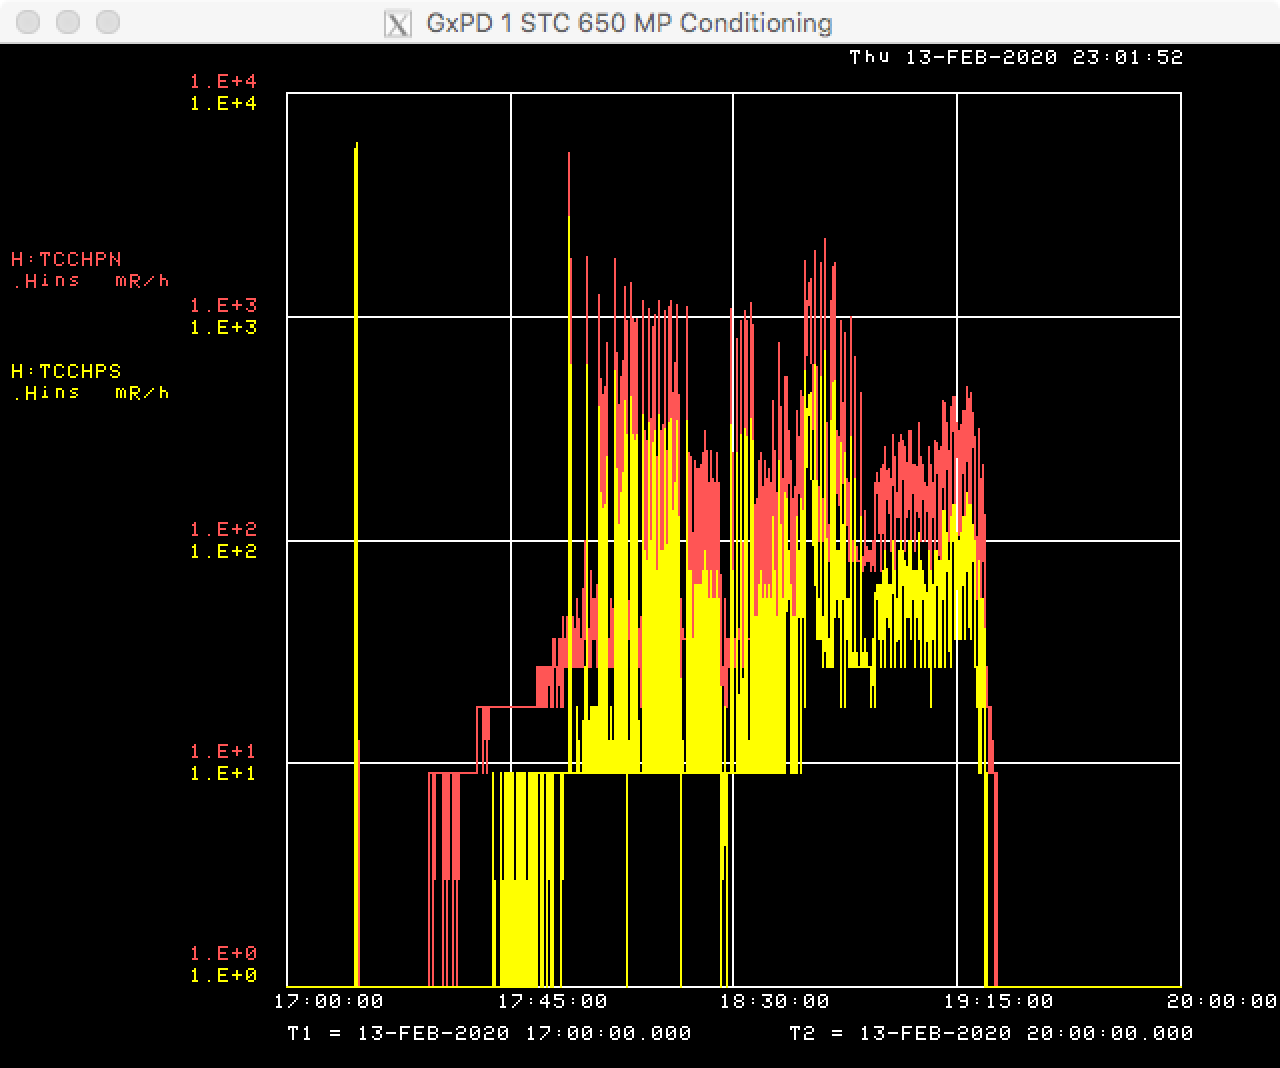 GxPD 1 STC 650 MP Conditioning
Thu 13-FEB-2020 23:01:52
1.E+4
1.E+4
H:TCCHPN
.Hins mR/h
1.E+3
1.E+3
H:TCCHPS
.Hins mR/h
1.E+2
1.E+2
1.E+1
1.E+1
1.E+0
1.E+0
17:00:00 17:45:00 18:30:00 19:15:00 20:00:00
T1 = 13-FEB-2020 17:00:00.000 T2 = 13-FEB-2020 20:00:00.000